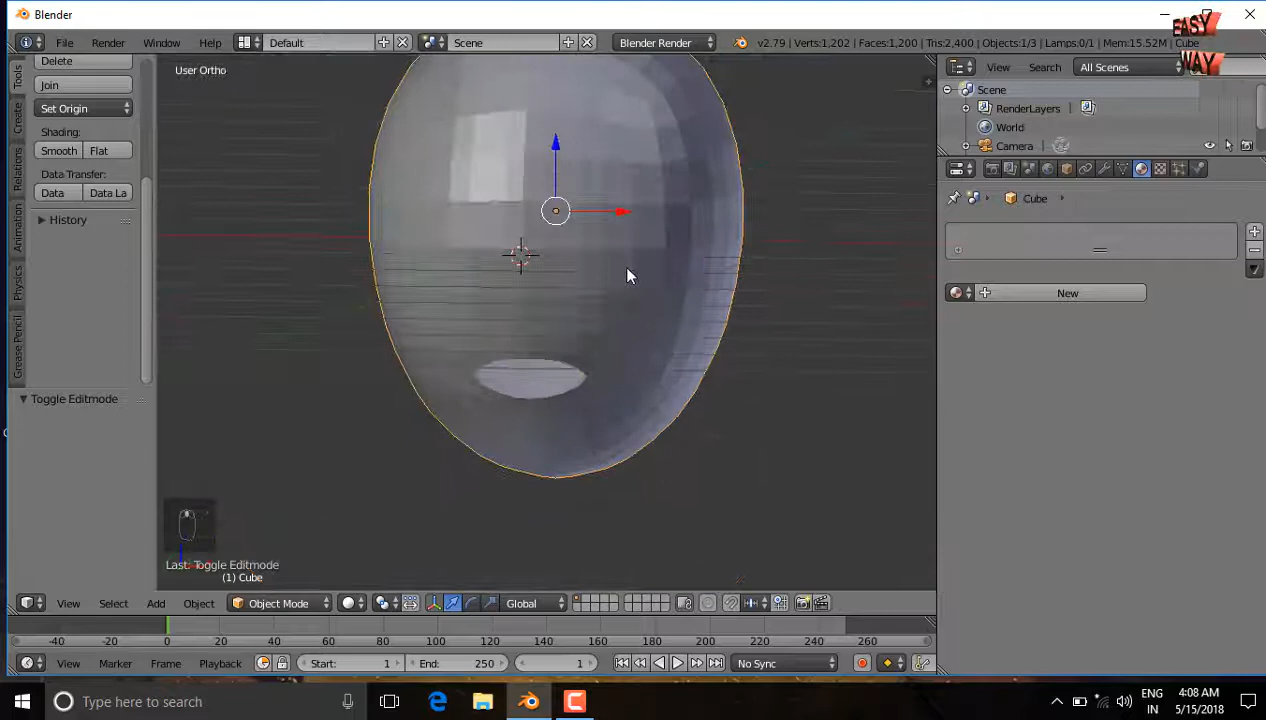 Blender
EASY
WAY
File Render Window Help Default Scene Blender Render v2.79 | Verts:1,202 | Faces:1,200 | Tris:2,400 | Objects:1/3 | Lamps:0/1 | Mem:15.52M | Cube
Delete
Join
Set Origin
Shading:
Smooth Flat
Data Transfer:
Data Data La
History
Toggle Editmode
Tools
Create
Relations
Animation
Physics
Grease Pencil
User Ortho
Last: Toggle Editmode
(1) Cube
View Search All Scenes
Scene
RenderLayers
World
Camera
Cube
New
View Select Add Object Object Mode Global
-40 -20 0 20 40 60 80 100 120 140 160 180 200 220 240 260
View Marker Frame Playback Start: 1 End: 250 1 No Sync
Type here to search
ENG
IN
4:08 AM
5/15/2018